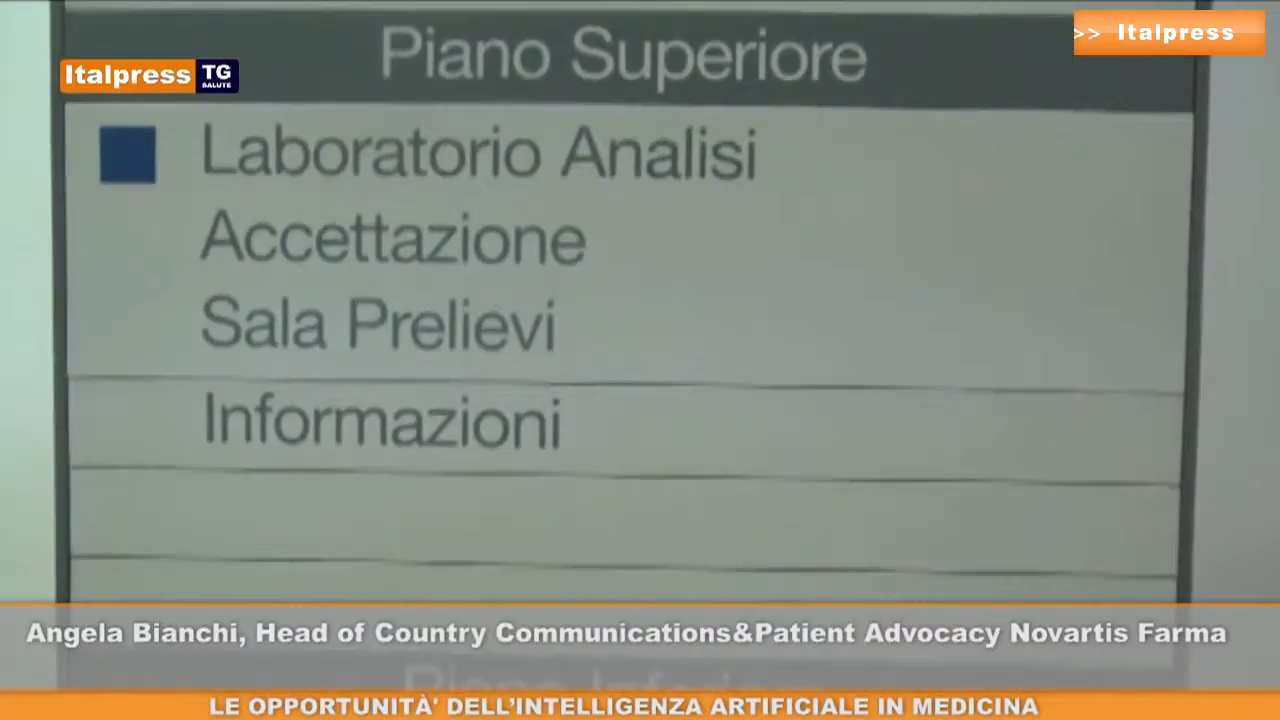 Piano Superiore
>> Italpress
Italpress TG
SALUTE
Laboratorio Analisi
Accettazione
Sala Prelievi
Informazioni
Angela Bianchi, Head of Country Communications&Patient Advocacy Novartis Farma
LE OPPORTUNITÀ' DELL'INTELLIGENZA ARTIFICIALE IN MEDICINA